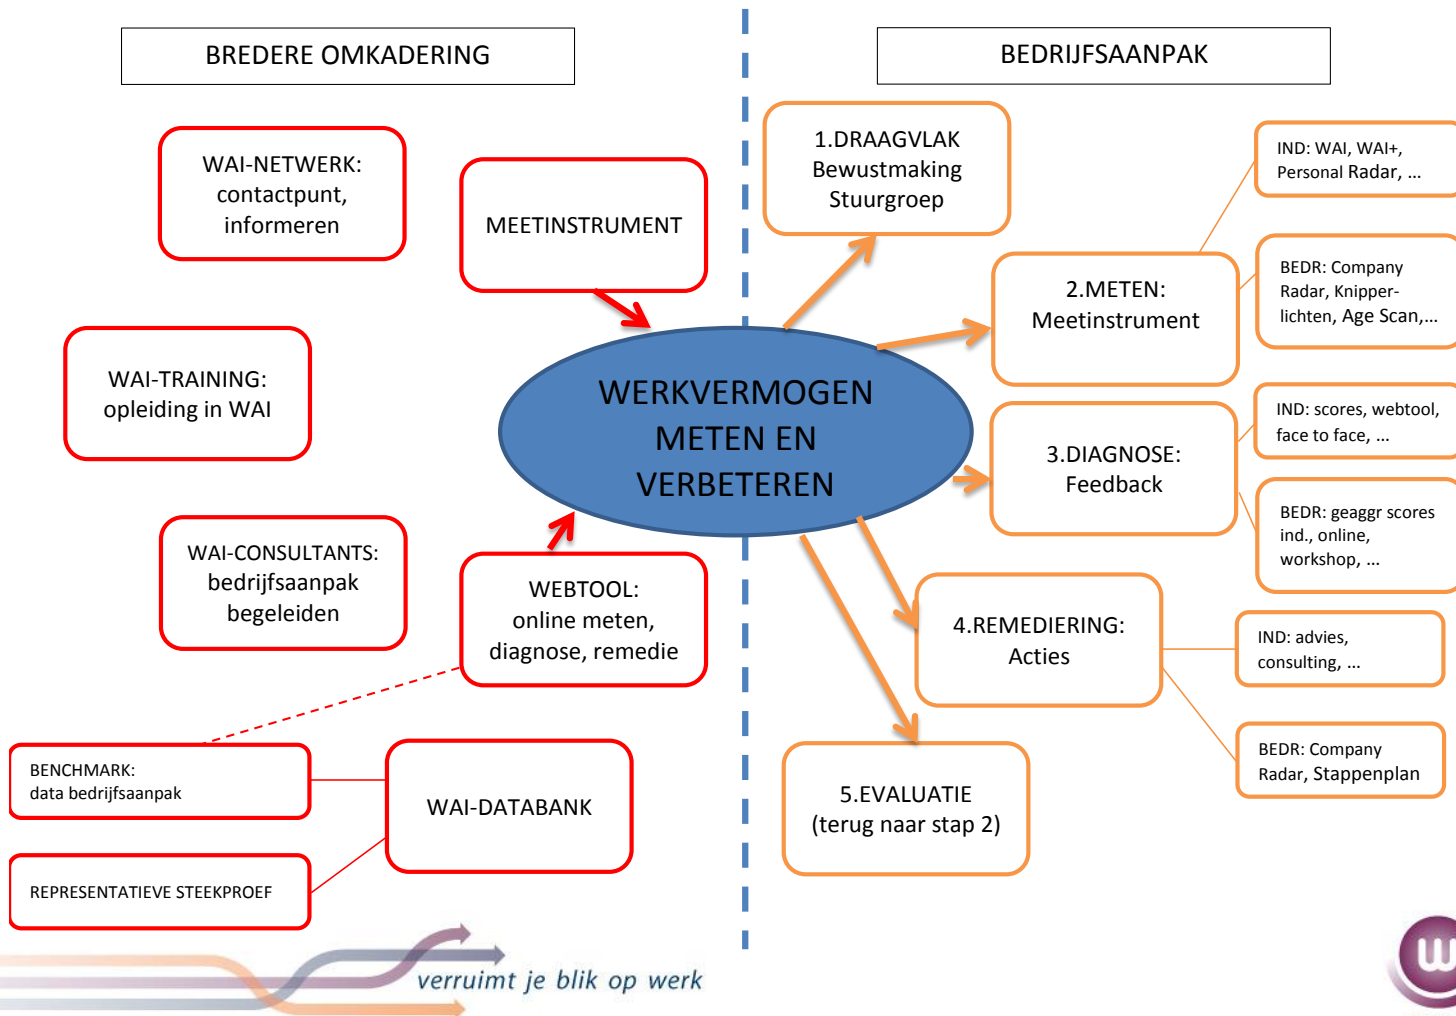 BREDERE OMKADERING
BEDRIJFSAANPAK
WAI-NETWERK:
contactpunt,
informeren
MEETINSTRUMENT
WAI-TRAINING:
opleiding in WAI
WAI-CONSULTANTS:
bedrijfsaanpak
begeleiden
WEBTOOL:
online meten,
diagnose, remedie
BENCHMARK:
data bedrijfsaanpak
WAI-DATABANK
REPRESENTATIEVE STEEKPROEF
WERKVERMOGEN
METEN EN
VERBETEREN
1.DRAAGVLAK
Bewustmaking
Stuurgroep
2.METEN:
Meetinstrument
IND: WAI, WAI+,
Personal Radar, ...
BEDR: Company
Radar, Knipper-
lichten, Age Scan,...
3.DIAGNOSE:
Feedback
IND: scores, webtool,
face to face, ...
BEDR: geaggr scores
ind., online,
workshop, ...
4.REMEDIERING:
Acties
IND: advies,
consulting, ...
BEDR: Company
Radar, Stappenplan
5.EVALUATIE
(terug naar stap 2)
verruimt je blik op werk
w